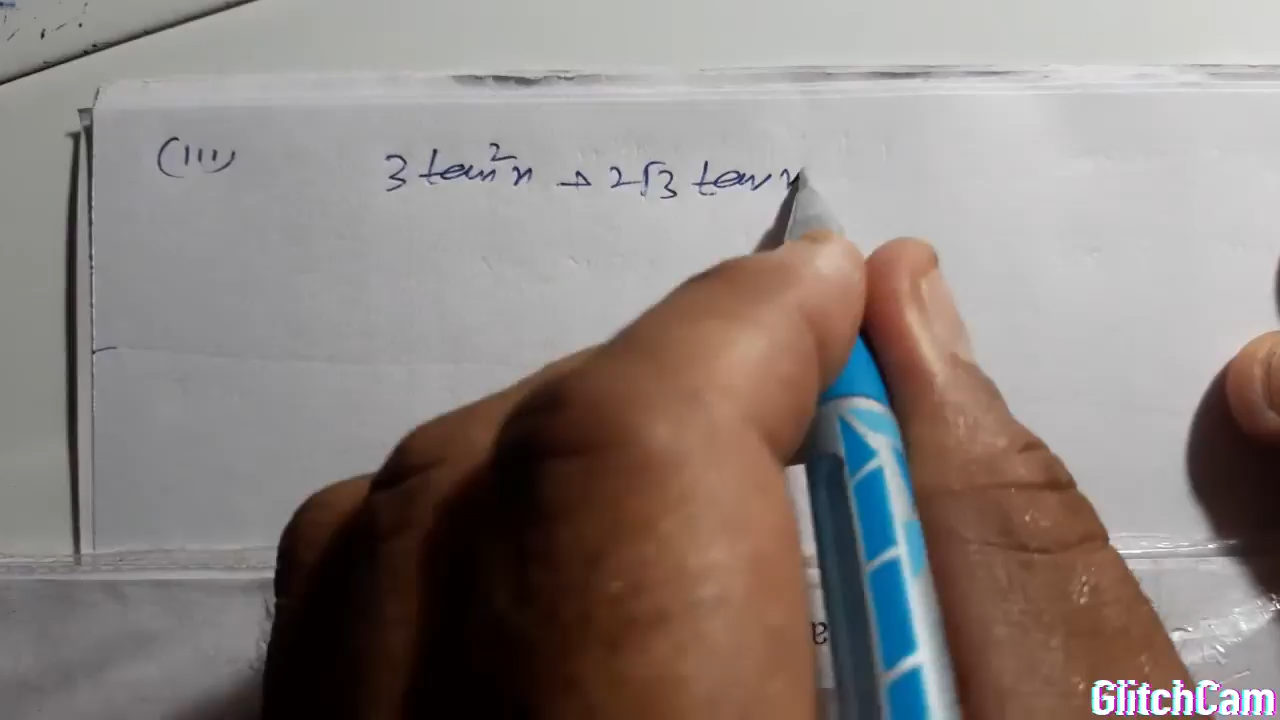 (III) 3 tan²x + 2√3 tan x
a
GlitchCam